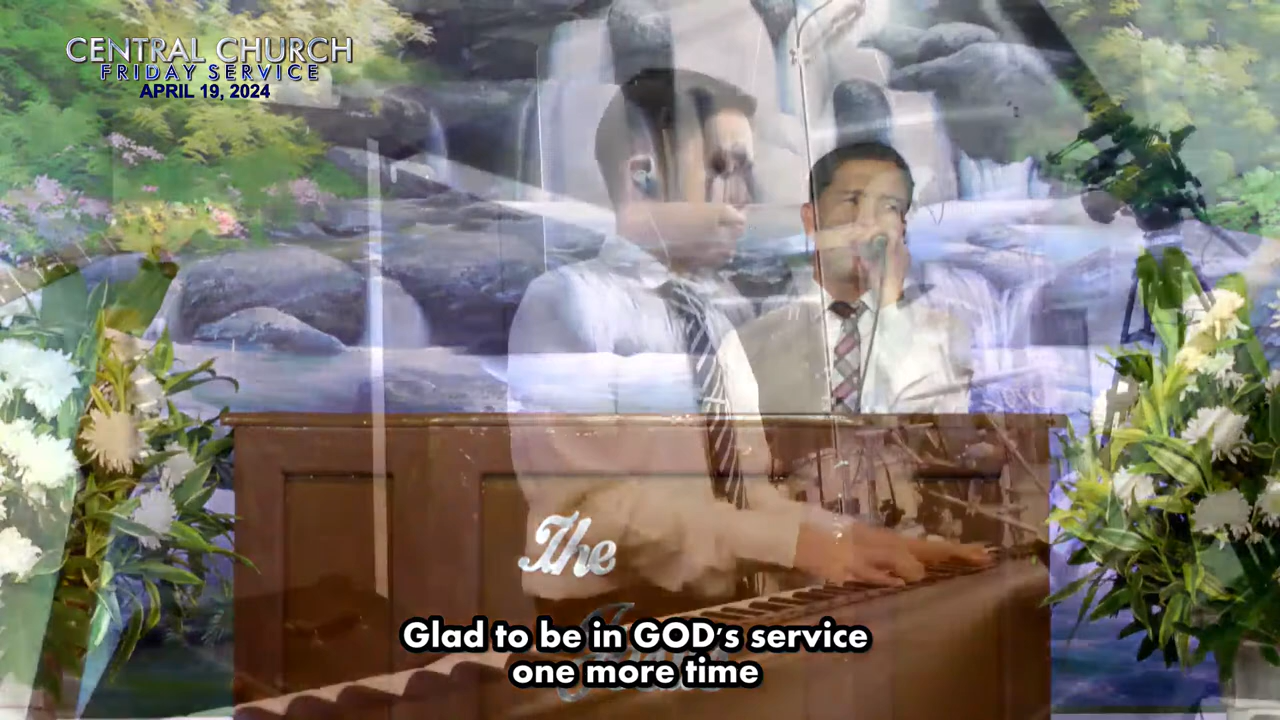 CENTRAL CHURCH
FRIDAY SERVICE
APRIL 19, 2024
The
Glad to be in GOD's service
one more time